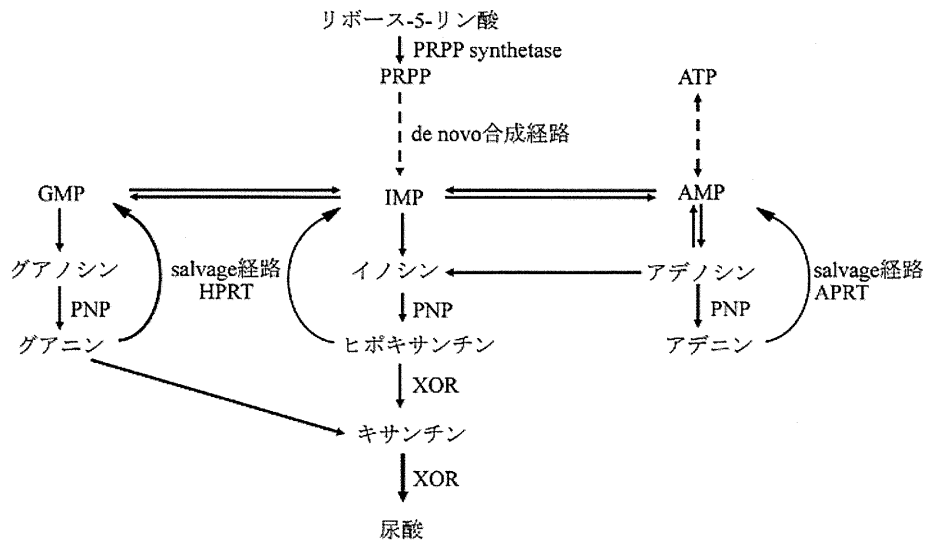 リボース-5-リン酸
PRPP synthetase
PRPP
ATP
de novo合成経路
GMP
IMP
AMP
グアノシン
salvage経路
HPRT
イノシン
アデノシン
salvage経路
APRT
PNP
PNP
PNP
グアニン
ヒポキサンチン
アデニン
XOR
キサンチン
XOR
尿酸